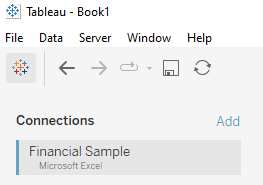 Tableau - Book1
File Data Server Window Help
Connections Add
Financial Sample
Microsoft Excel